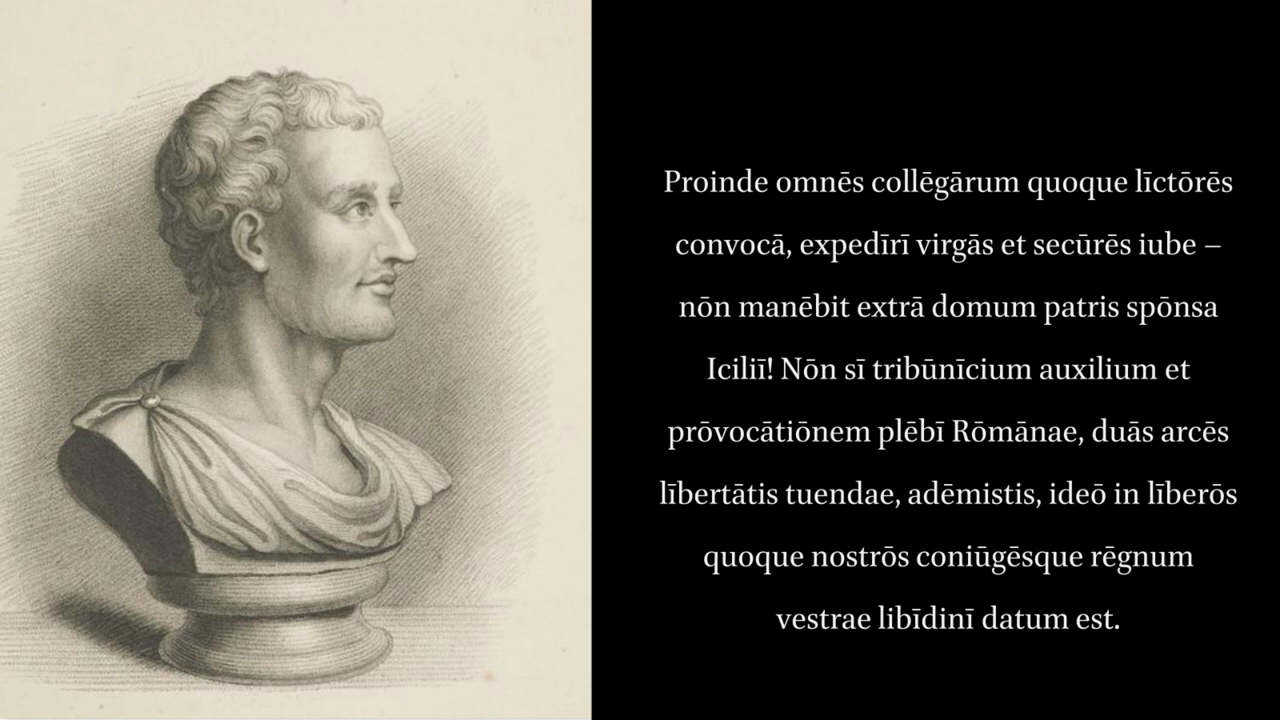 Proinde omnēs collēgārum quoque līctōrēs
convocā, expedīrī virgās et secūrēs iube –
nōn manēbit extrā domum patris spōnsa
Iciliī! Nōn sī tribūnīcium auxilium et
prōvocātiōnem plēbī Rōmānae, duās arcēs
lībertātis tuendae, adēmistis, ideō in līberōs
quoque nostrōs coniūgēsque rēgnum
vestrae libīdinī datum est.